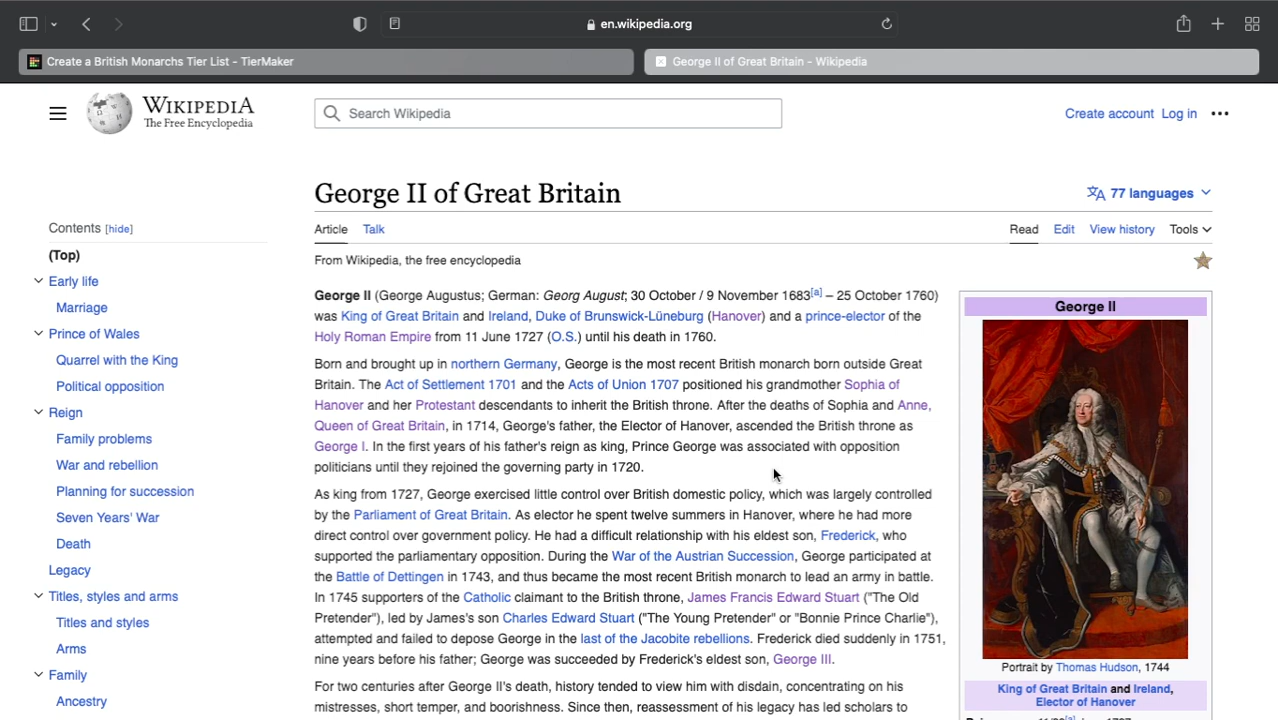 en.wikipedia.org
Create a British Monarchs Tier List - TierMaker
George II of Great Britain - Wikipedia
WIKIPEDIA
The Free Encyclopedia
Search Wikipedia
Create account Log in
George II of Great Britain
77 languages
Contents [hide]
(Top)
Early life
Marriage
Prince of Wales
Quarrel with the King
Political opposition
Reign
Family problems
War and rebellion
Planning for succession
Seven Years' War
Death
Legacy
Titles, styles and arms
Titles and styles
Arms
Family
Ancestry
Article Talk
Read Edit View history Tools
From Wikipedia, the free encyclopedia
George II (George Augustus; German: Georg August; 30 October / 9 November 1683[a] – 25 October 1760)
was King of Great Britain and Ireland, Duke of Brunswick-Lüneburg (Hanover) and a prince-elector of the
Holy Roman Empire from 11 June 1727 (O.S.) until his death in 1760.
Born and brought up in northern Germany, George is the most recent British monarch born outside Great
Britain. The Act of Settlement 1701 and the Acts of Union 1707 positioned his grandmother Sophia of
Hanover and her Protestant descendants to inherit the British throne. After the deaths of Sophia and Anne,
Queen of Great Britain, in 1714, George's father, the Elector of Hanover, ascended the British throne as
George I. In the first years of his father's reign as king, Prince George was associated with opposition
politicians until they rejoined the governing party in 1720.
As king from 1727, George exercised little control over British domestic policy, which was largely controlled
by the Parliament of Great Britain. As elector he spent twelve summers in Hanover, where he had more
direct control over government policy. He had a difficult relationship with his eldest son, Frederick, who
supported the parliamentary opposition. During the War of the Austrian Succession, George participated at
the Battle of Dettingen in 1743, and thus became the most recent British monarch to lead an army in battle.
In 1745 supporters of the Catholic claimant to the British throne, James Francis Edward Stuart ("The Old
Pretender"), led by James's son Charles Edward Stuart ("The Young Pretender" or "Bonnie Prince Charlie"),
attempted and failed to depose George in the last of the Jacobite rebellions. Frederick died suddenly in 1751,
nine years before his father; George was succeeded by Frederick's eldest son, George III.
For two centuries after George II's death, history tended to view him with disdain, concentrating on his
mistresses, short temper, and boorishness. Since then, reassessment of his legacy has led scholars to
George II
Portrait by Thomas Hudson, 1744
King of Great Britain and Ireland,
Elector of Hanover